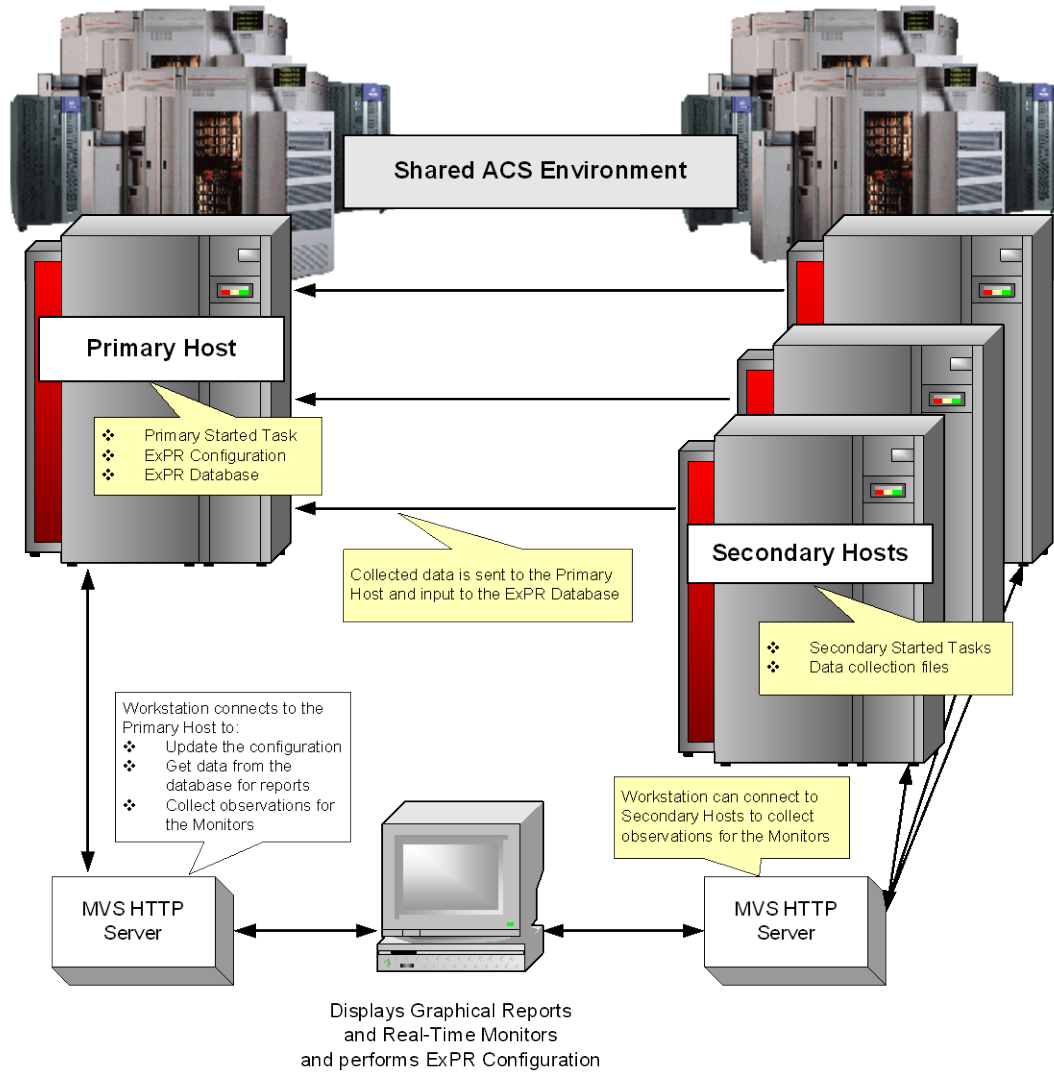 Shared ACS Environment
Primary Host
❖ Primary Started Task
❖ ExPR Configuration
❖ ExPR Database
Secondary Hosts
Collected data is sent to the Primary
Host and input to the ExPR Database
❖ Secondary Started Tasks
❖ Data collection files
Workstation connects to the
Primary Host to:
❖ Update the configuration
❖ Get data from the
database for reports
❖ Collect observations for
the Monitors
Workstation can connect to
Secondary Hosts to collect
observations for the Monitors
MVS HTTP
Server
MVS HTTP
Server
Displays Graphical Reports
and Real-Time Monitors
and performs ExPR Configuration